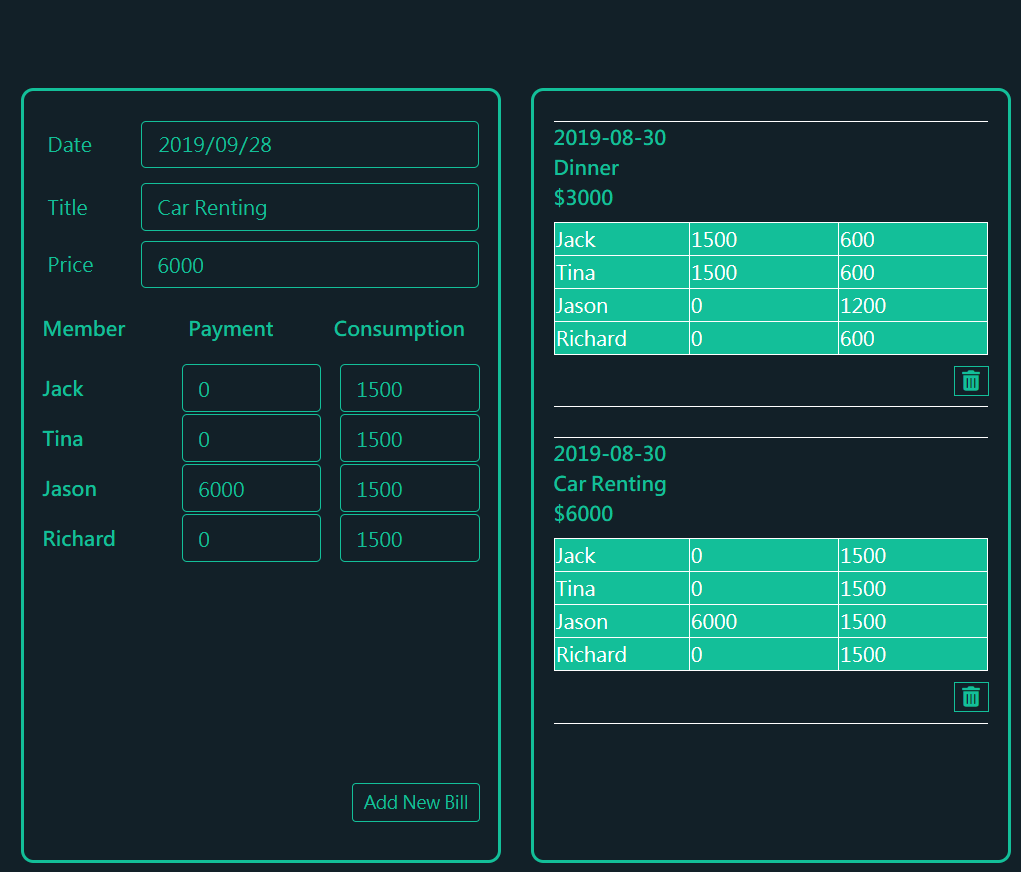 Date 2019/09/28
Title Car Renting
Price 6000
Member Payment Consumption
Jack 0 1500
Tina 0 1500
Jason 6000 1500
Richard 0 1500
Add New Bill
2019-08-30
Dinner
$3000
Jack 1500 600
Tina 1500 600
Jason 0 1200
Richard 0 600
2019-08-30
Car Renting
$6000
Jack 0 1500
Tina 0 1500
Jason 6000 1500
Richard 0 1500